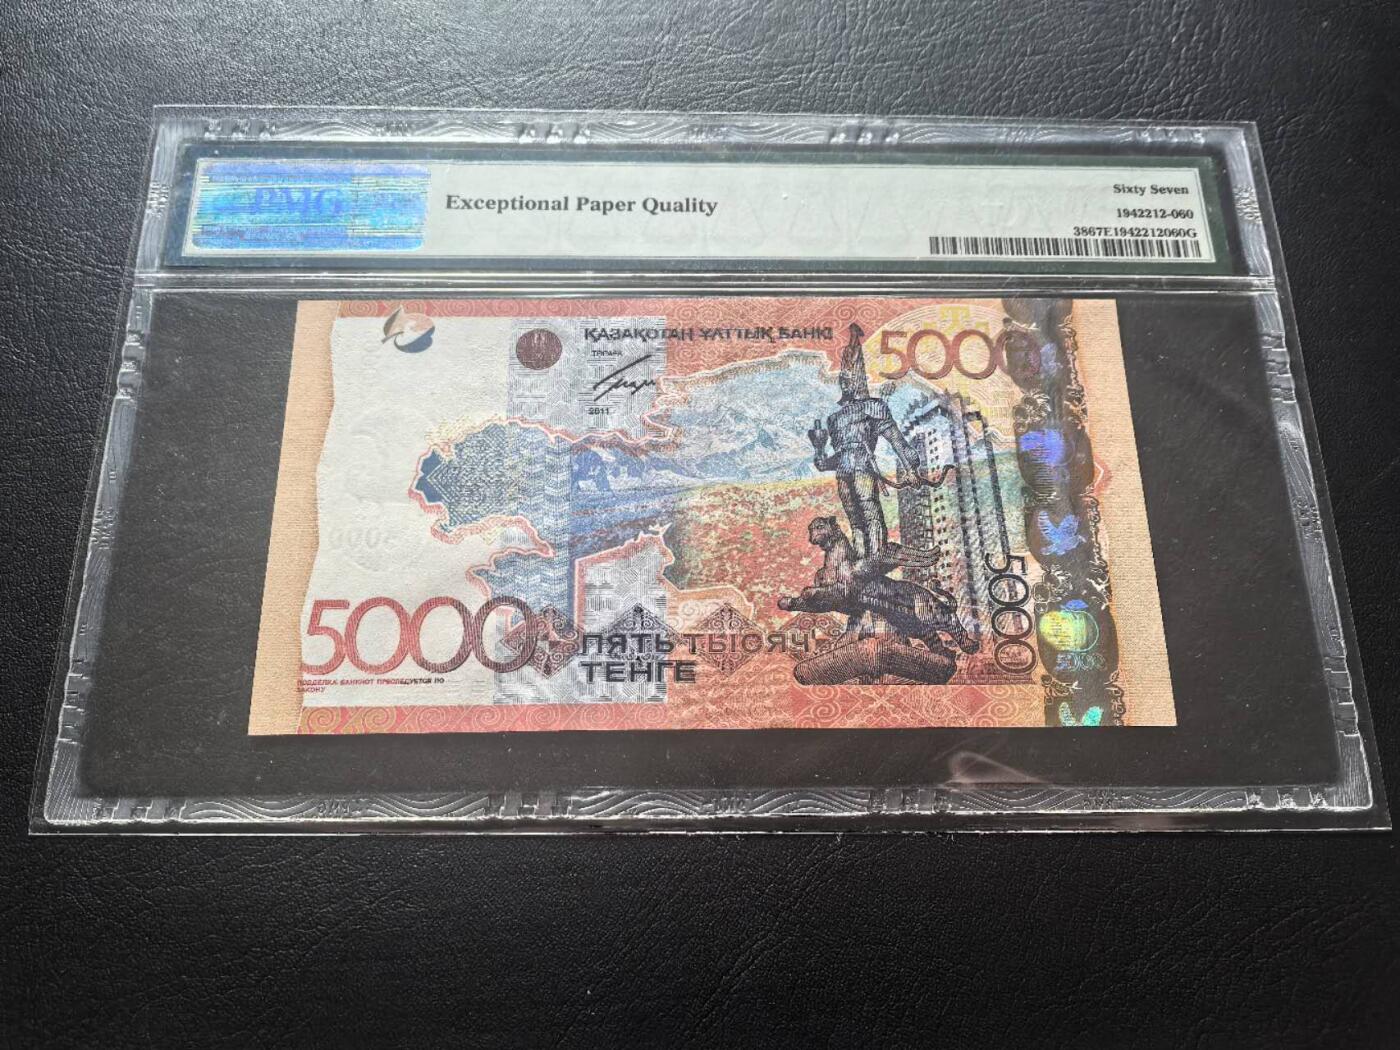 PMG
Exceptional Paper Quality
Sixty Seven
1942212-060
3867E1942212060G
ҚАЗАҚСТАН ҰЛТТЫҚ БАНКІ
ТӨРАҒА
2011
5000
5000
5000
ПЯТЬ ТЫСЯЧ
ТЕНГЕ
ПОДДЕЛКА БАНКНОТ ПРЕСЛЕДУЕТСЯ ПО
ЗАКОНУ
5000